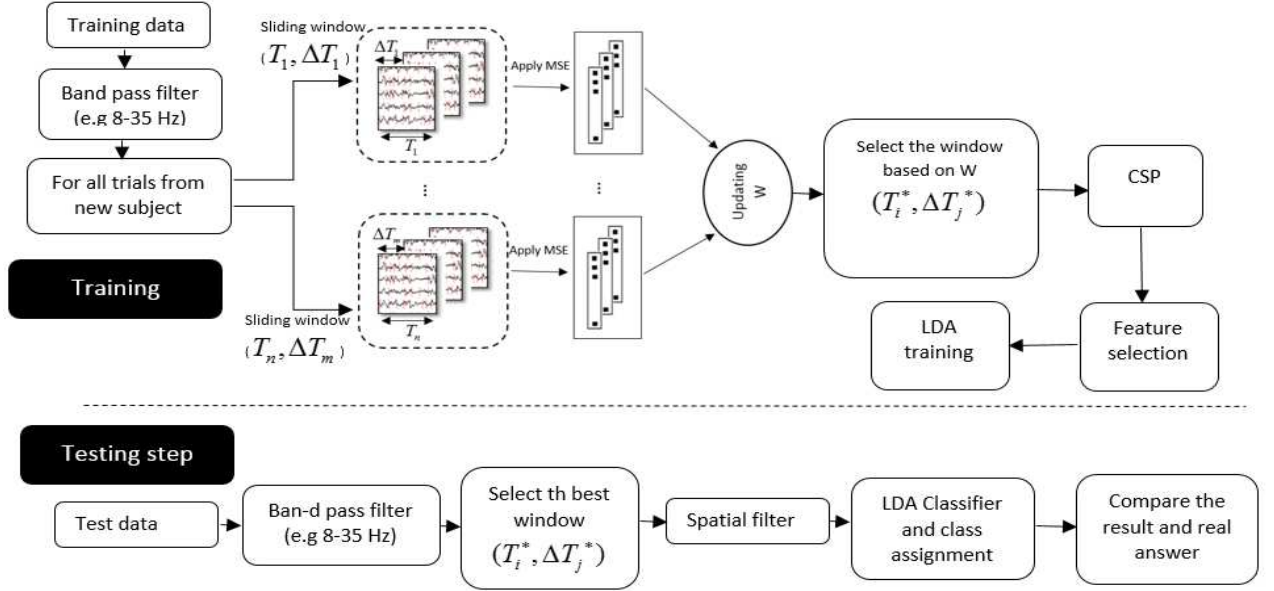 Training data
Band pass filter
(e.g 8-35 Hz)
For all trials from
new subject
Training
Sliding window
(T₁, ΔT₁)
ΔT₁
T₁
Apply MSE
...
...
ΔTₘ
Tₙ
Apply MSE
Sliding window
(Tₙ, ΔTₘ)
Updating
W
Select the window
based on W
(Tᵢ*, ΔTⱼ*)
CSP
Feature
selection
LDA
training
Testing step
Test data
Ban-d pass filter
(e.g 8-35 Hz)
Select th best
window
(Tᵢ*, ΔTⱼ*)
Spatial filter
LDA Classifier
and class
assignment
Compare the
result and real
answer